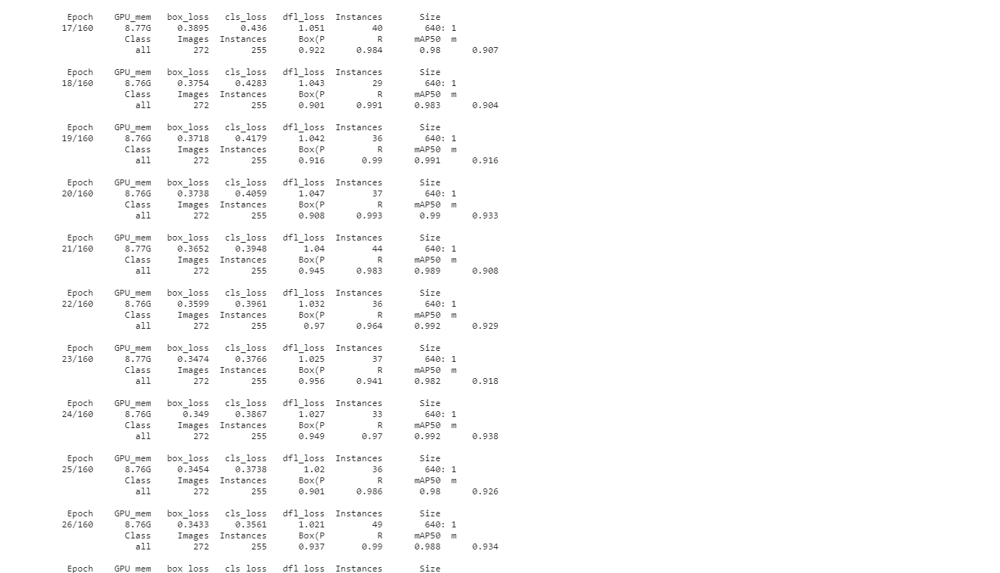 Epoch GPU_mem box_loss cls_loss dfl_loss Instances Size
17/160 8.77G 0.3895 0.436 1.051 40 640: 1
Class Images Instances Box(P R mAP50 m
all 272 255 0.922 0.984 0.98 0.907
Epoch GPU_mem box_loss cls_loss dfl_loss Instances Size
18/160 8.76G 0.3754 0.4283 1.043 29 640: 1
Class Images Instances Box(P R mAP50 m
all 272 255 0.901 0.991 0.983 0.904
Epoch GPU_mem box_loss cls_loss dfl_loss Instances Size
19/160 8.76G 0.3718 0.4179 1.042 36 640: 1
Class Images Instances Box(P R mAP50 m
all 272 255 0.916 0.99 0.991 0.916
Epoch GPU_mem box_loss cls_loss dfl_loss Instances Size
20/160 8.76G 0.3738 0.4059 1.047 37 640: 1
Class Images Instances Box(P R mAP50 m
all 272 255 0.908 0.993 0.99 0.933
Epoch GPU_mem box_loss cls_loss dfl_loss Instances Size
21/160 8.77G 0.3652 0.3948 1.04 44 640: 1
Class Images Instances Box(P R mAP50 m
all 272 255 0.945 0.983 0.989 0.908
Epoch GPU_mem box_loss cls_loss dfl_loss Instances Size
22/160 8.76G 0.3599 0.3961 1.032 36 640: 1
Class Images Instances Box(P R mAP50 m
all 272 255 0.97 0.964 0.992 0.929
Epoch GPU_mem box_loss cls_loss dfl_loss Instances Size
23/160 8.77G 0.3474 0.3766 1.025 37 640: 1
Class Images Instances Box(P R mAP50 m
all 272 255 0.956 0.941 0.982 0.918
Epoch GPU_mem box_loss cls_loss dfl_loss Instances Size
24/160 8.76G 0.349 0.3867 1.027 33 640: 1
Class Images Instances Box(P R mAP50 m
all 272 255 0.949 0.97 0.992 0.938
Epoch GPU_mem box_loss cls_loss dfl_loss Instances Size
25/160 8.76G 0.3454 0.3738 1.02 36 640: 1
Class Images Instances Box(P R mAP50 m
all 272 255 0.901 0.986 0.98 0.926
Epoch GPU_mem box_loss cls_loss dfl_loss Instances Size
26/160 8.76G 0.3433 0.3561 1.021 49 640: 1
Class Images Instances Box(P R mAP50 m
all 272 255 0.937 0.99 0.988 0.934
Epoch GPU_mem box_loss cls_loss dfl_loss Instances Size